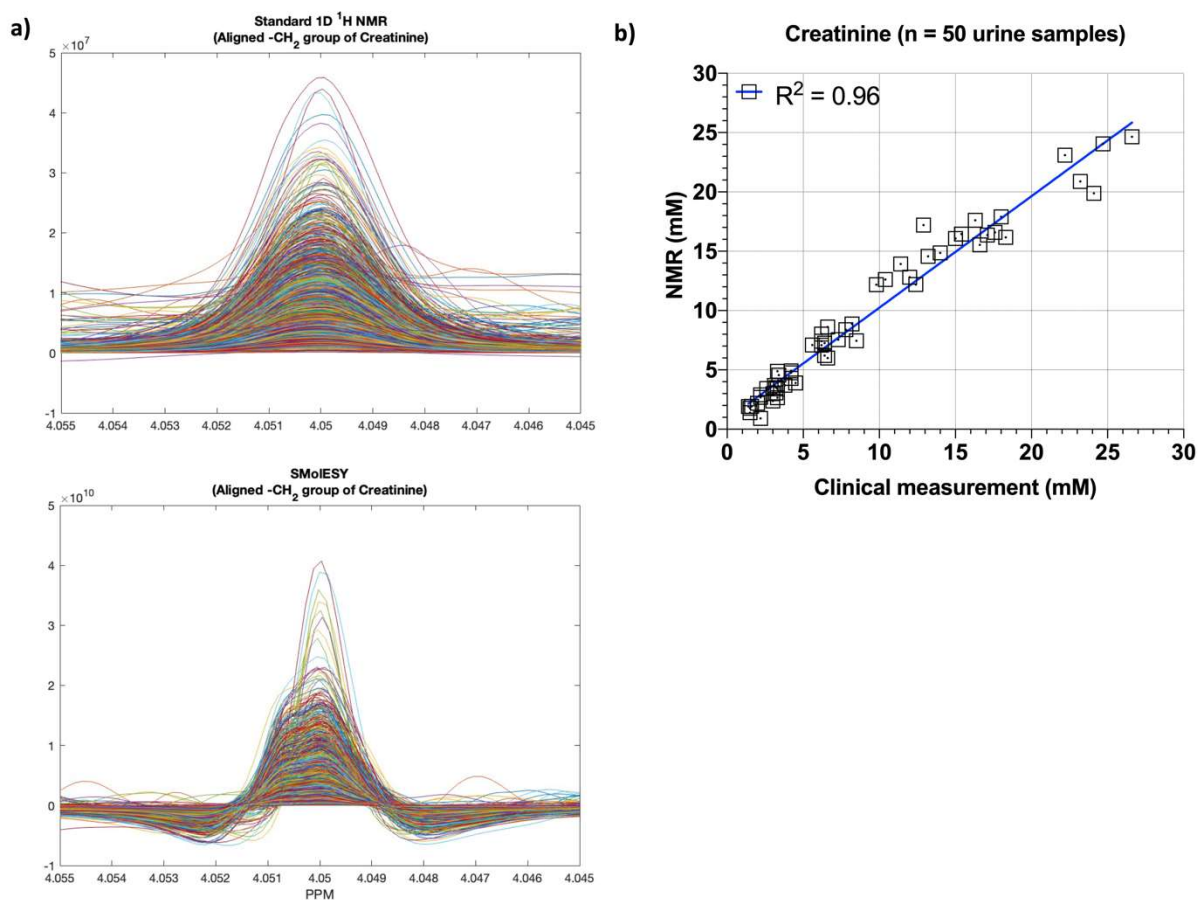 a)
Standard 1D ¹H NMR
(Aligned -CH₂ group of Creatinine)
×10⁷
5
4
3
2
1
0
-1
4.055 4.054 4.053 4.052 4.051 4.05 4.049 4.048 4.047 4.046 4.045
SMolESY
(Aligned -CH₂ group of Creatinine)
×10¹⁰
5
4
3
2
1
0
-1
4.055 4.054 4.053 4.052 4.051 4.05 4.049 4.048 4.047 4.046 4.045
PPM
b)
Creatinine (n = 50 urine samples)
R² = 0.96
NMR (mM)
30
25
20
15
10
5
0
0 5 10 15 20 25 30
Clinical measurement (mM)